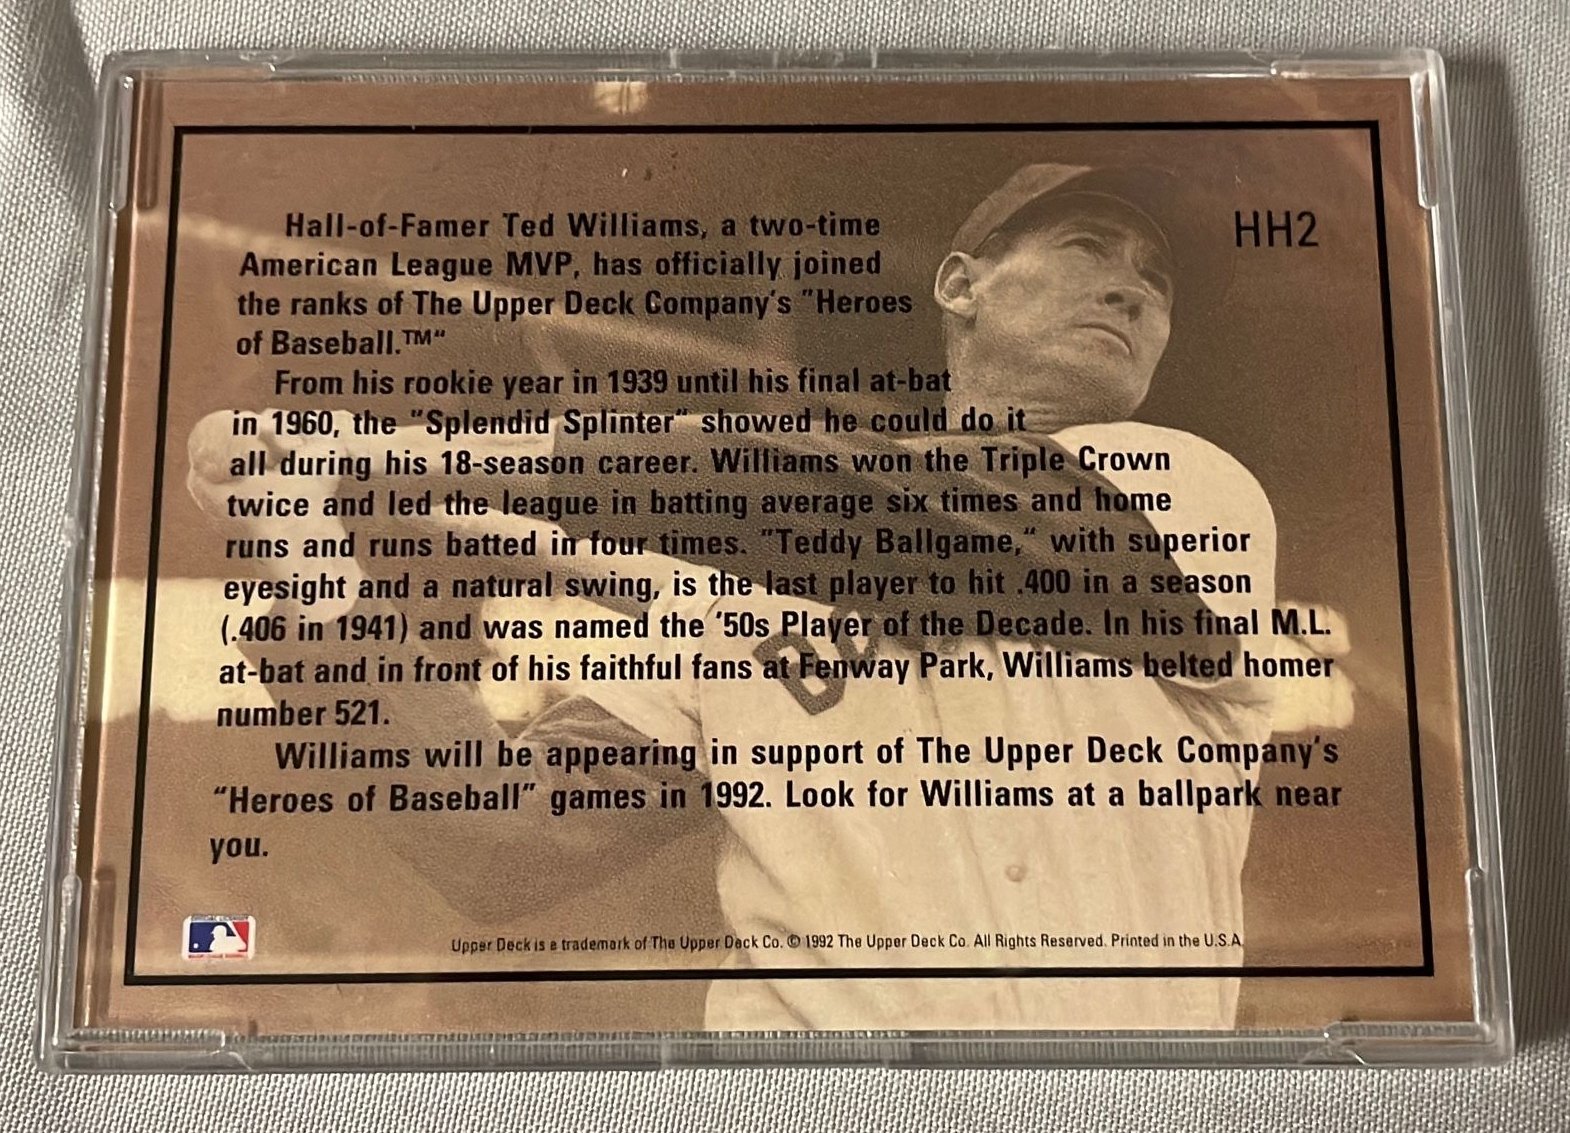 HH2
Hall-of-Famer Ted Williams, a two-time
American League MVP, has officially joined
the ranks of The Upper Deck Company's "Heroes
of Baseball.™"
From his rookie year in 1939 until his final at-bat
in 1960, the "Splendid Splinter" showed he could do it
all during his 18-season career. Williams won the Triple Crown
twice and led the league in batting average six times and home
runs and runs batted in four times. "Teddy Ballgame," with superior
eyesight and a natural swing, is the last player to hit .400 in a season
(.406 in 1941) and was named the '50s Player of the Decade. In his final M.L.
at-bat and in front of his faithful fans at Fenway Park, Williams belted homer
number 521.
Williams will be appearing in support of The Upper Deck Company's
"Heroes of Baseball" games in 1992. Look for Williams at a ballpark near
you.
Upper Deck is a trademark of The Upper Deck Co. © 1992 The Upper Deck Co. All Rights Reserved. Printed in the U.S.A.